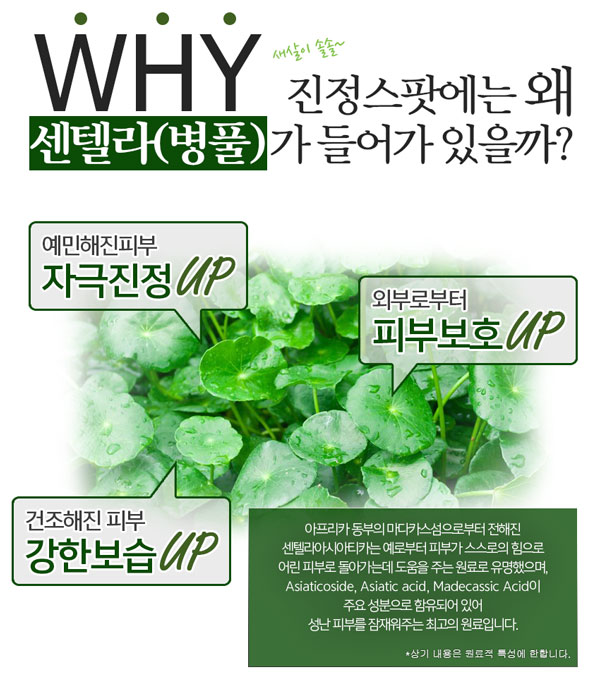 WHY
새살이 솔솔~
진정스팟에는 왜
센텔라(병풀)가 들어가 있을까?
예민해진피부
자극진정 UP
외부로부터
피부보호 UP
건조해진 피부
강한보습 UP
아프리카 동부의 마다카스섬으로부터 전해진
센텔라아시아티카는 예로부터 피부가 스스로의 힘으로
어린 피부로 돌아가는데 도움을 주는 원료로 유명했으며,
Asiaticoside, Asiatic acid, Madecassic Acid이
주요 성분으로 함유되어 있어
성난 피부를 잠재워주는 최고의 원료입니다.
*상기 내용은 원료적 특성에 한합니다.